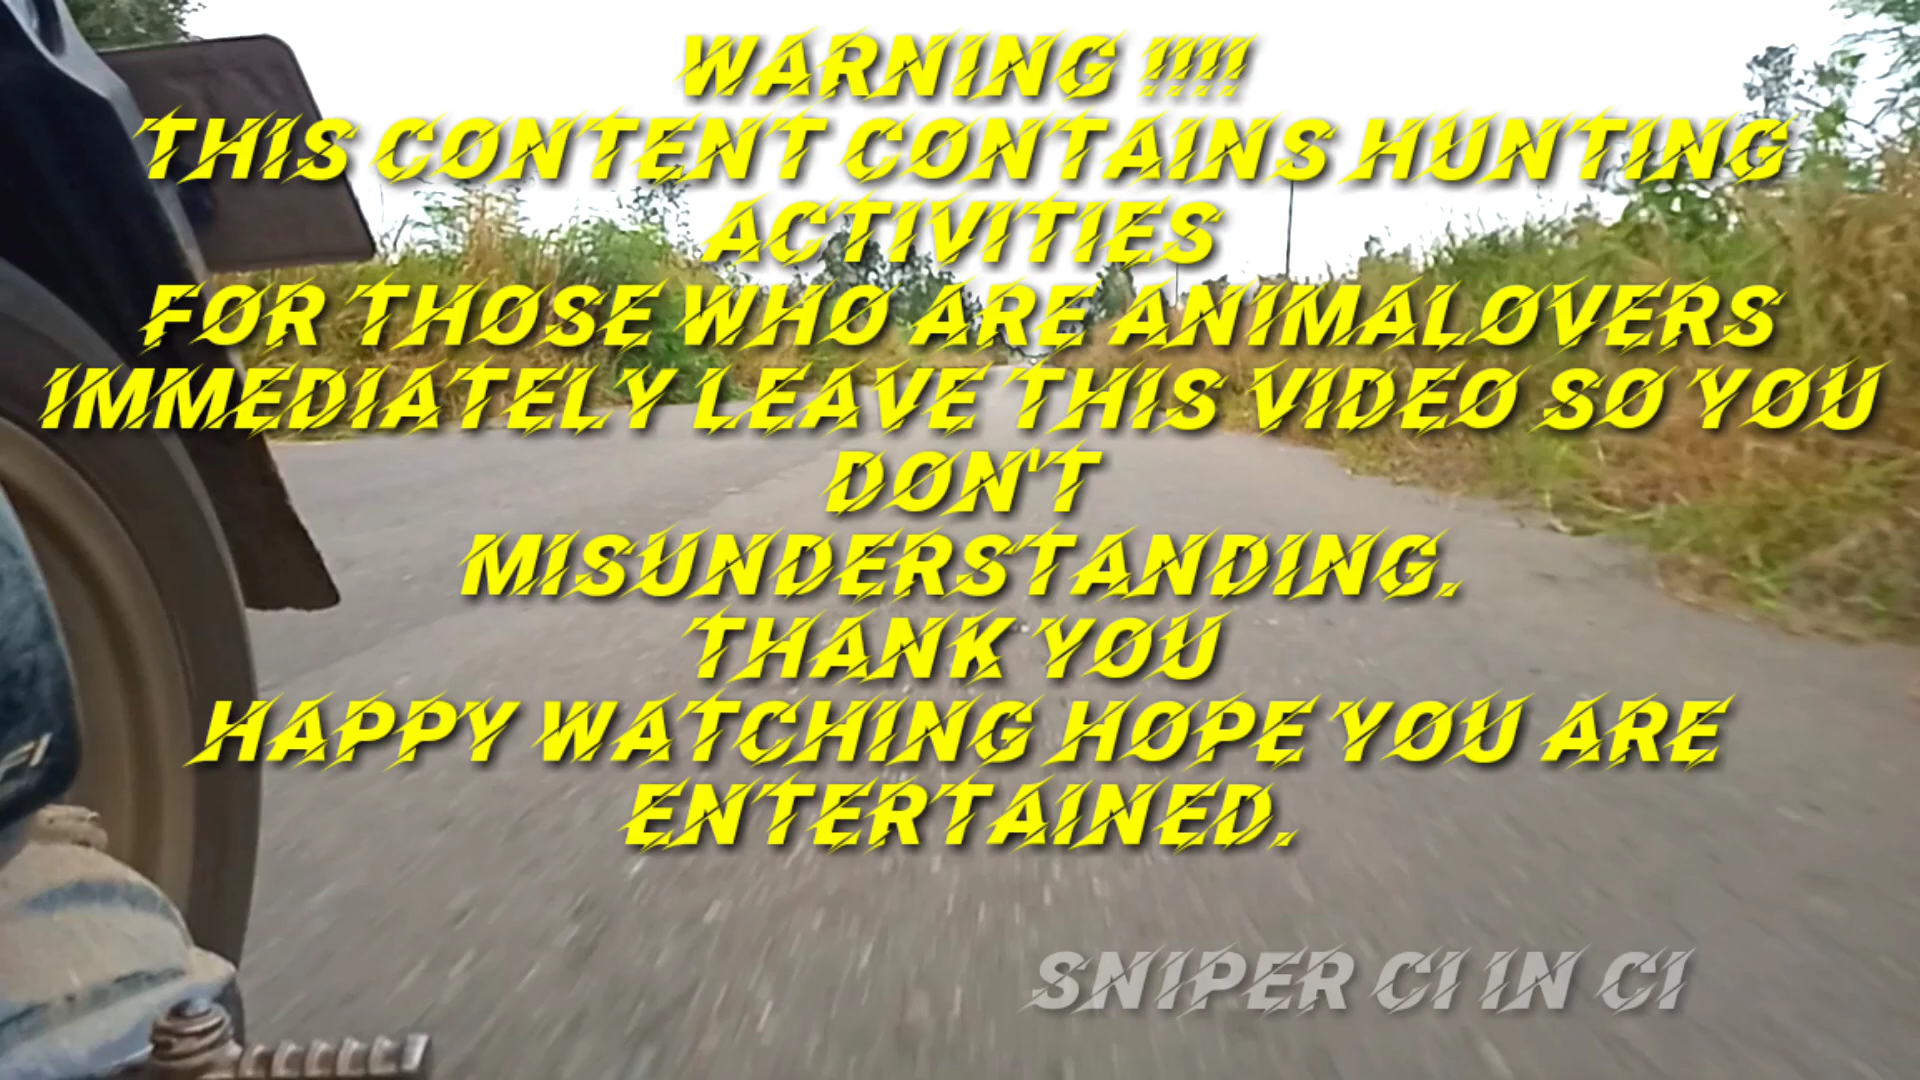 WARNING !!!!
THIS CONTENT CONTAINS HUNTING
ACTIVITIES
FOR THOSE WHO ARE ANIMALOVERS
IMMEDIATELY LEAVE THIS VIDEO SO YOU
DON'T
MISUNDERSTANDING.
THANK YOU
HAPPY WATCHING HOPE YOU ARE
ENTERTAINED.
SNIPER CI IN CI